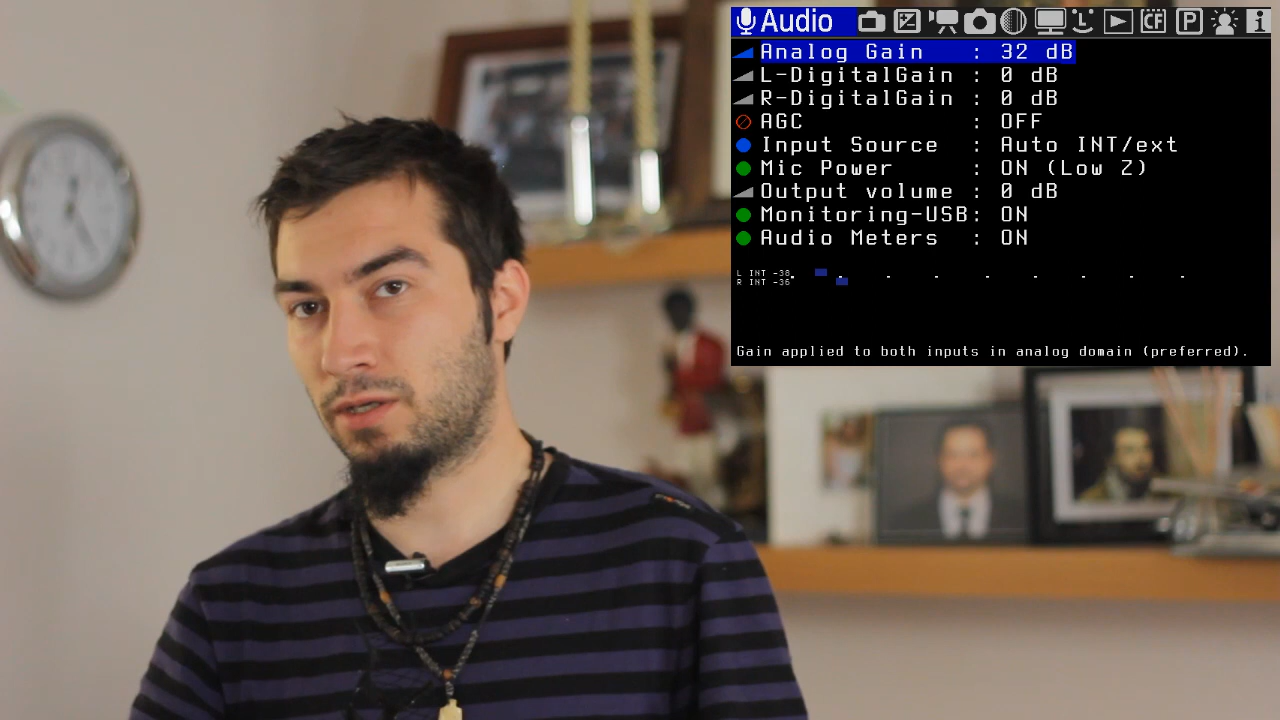 Audio
CF
P
i
Analog Gain : 32 dB
L-DigitalGain : 0 dB
R-DigitalGain : 0 dB
AGC : OFF
Input Source : Auto INT/ext
Mic Power : ON (Low Z)
Output volume : 0 dB
Monitoring-USB: ON
Audio Meters : ON
L INT -38
R INT -36
Gain applied to both inputs in analog domain (preferred).